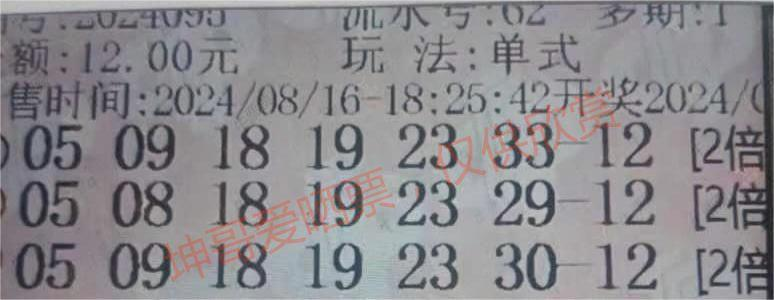 号:2024095 流水号:62 多期:1
额:12.00元 玩 法:单式
售时间:2024/08/16-18:25:42开奖2024/0
05 09 18 19 23 33-12 [2倍
05 08 18 19 23 29-12 [2倍
05 09 18 19 23 30-12 [2倍
坤哥爱晒票，仅供欣赏